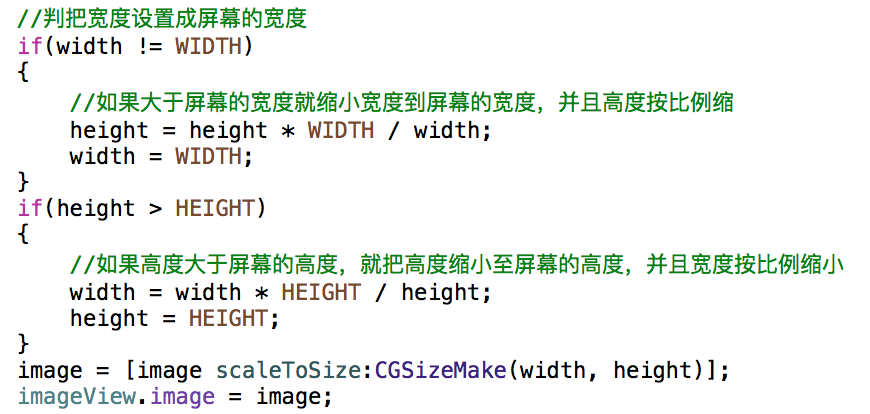 //判把宽度设置成屏幕的宽度
if(width != WIDTH)
{
    //如果大于屏幕的宽度就缩小宽度到屏幕的宽度，并且高度按比例缩
    height = height * WIDTH / width;
    width = WIDTH;
}
if(height > HEIGHT)
{
    //如果高度大于屏幕的高度，就把高度缩小至屏幕的高度，并且宽度按比例缩小
    width = width * HEIGHT / height;
    height = HEIGHT;
}
image = [image scaleToSize:CGSizeMake(width, height)];
imageView.image = image;